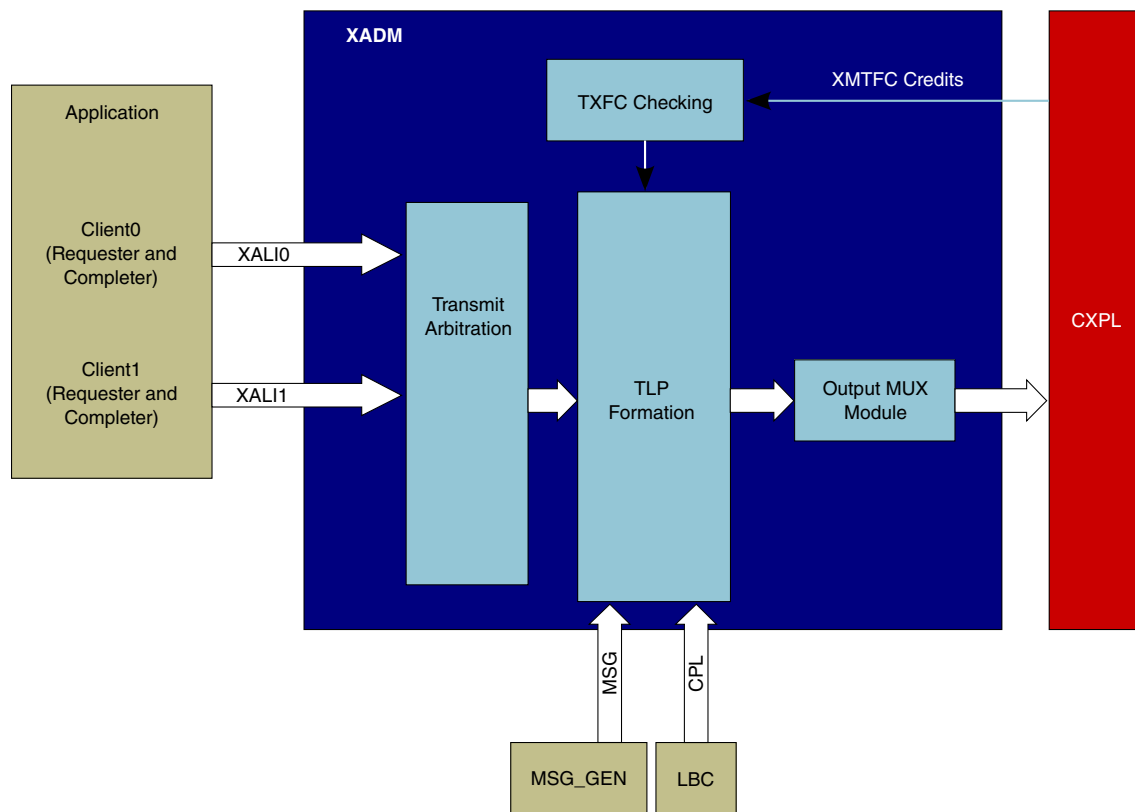 XADM
Application
TXFC Checking
XMTFC Credits
Client0
(Requester and
Completer)
XALI0
Transmit
Arbitration
CXPL
Client1
(Requester and
Completer)
XALI1
TLP
Formation
Output MUX
Module
MSG
CPL
MSG_GEN
LBC